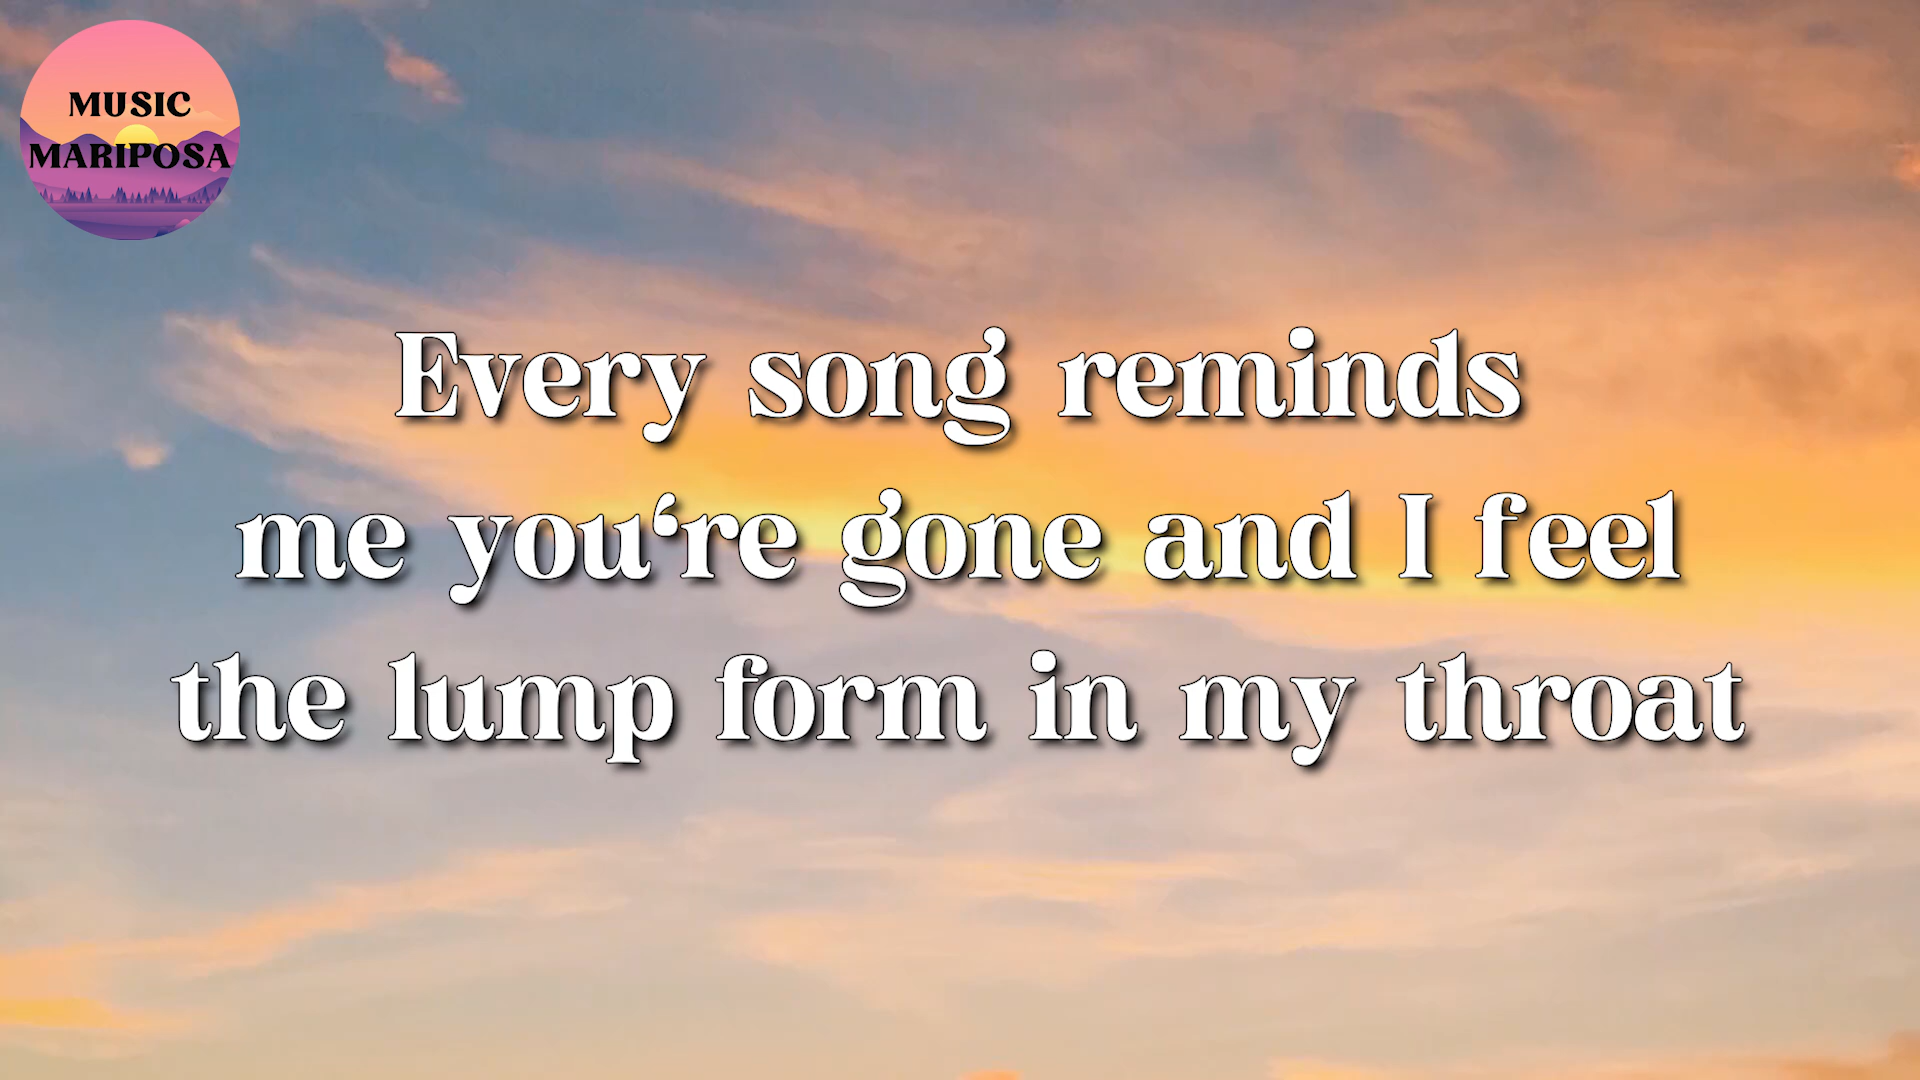 MUSIC
MARIPOSA
Every song reminds
me you‘re gone and I feel
the lump form in my throat